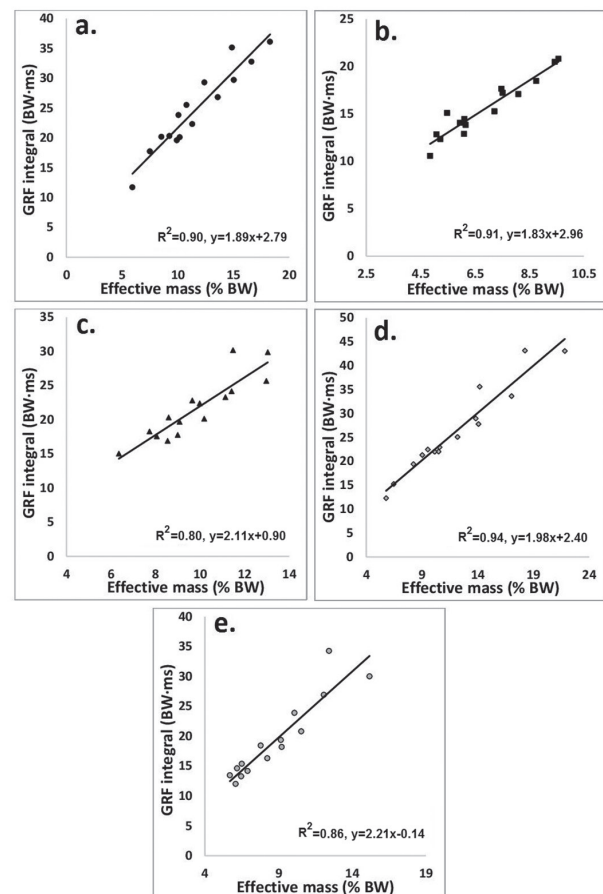 a.
GRF integral (BW·ms)
40
35
30
25
20
15
10
5
0
R²=0.90, y=1.89x+2.79
0 5 10 15 20
Effective mass (% BW)
b.
GRF integral (BW·ms)
25
20
15
10
5
0
R²=0.91, y=1.83x+2.96
2.5 4.5 6.5 8.5 10.5
Effective mass (% BW)
c.
GRF integral (BW·ms)
35
30
25
20
15
10
5
0
R²=0.80, y=2.11x+0.90
4 6 8 10 12 14
Effective mass (% BW)
d.
GRF integral (BW·ms)
50
45
40
35
30
25
20
15
10
5
0
R²=0.94, y=1.98x+2.40
4 9 14 19 24
Effective mass (% BW)
e.
GRF integral (BW·ms)
40
35
30
25
20
15
10
5
0
R²=0.86, y=2.21x-0.14
4 9 14 19
Effective mass (% BW)